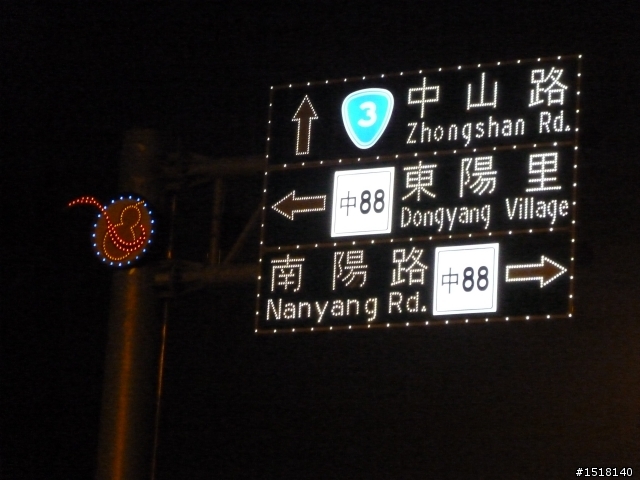 3 中山路
Zhongshan Rd.
中88 東陽里
Dongyang Village
南陽路 中88
Nanyang Rd.
#1518140